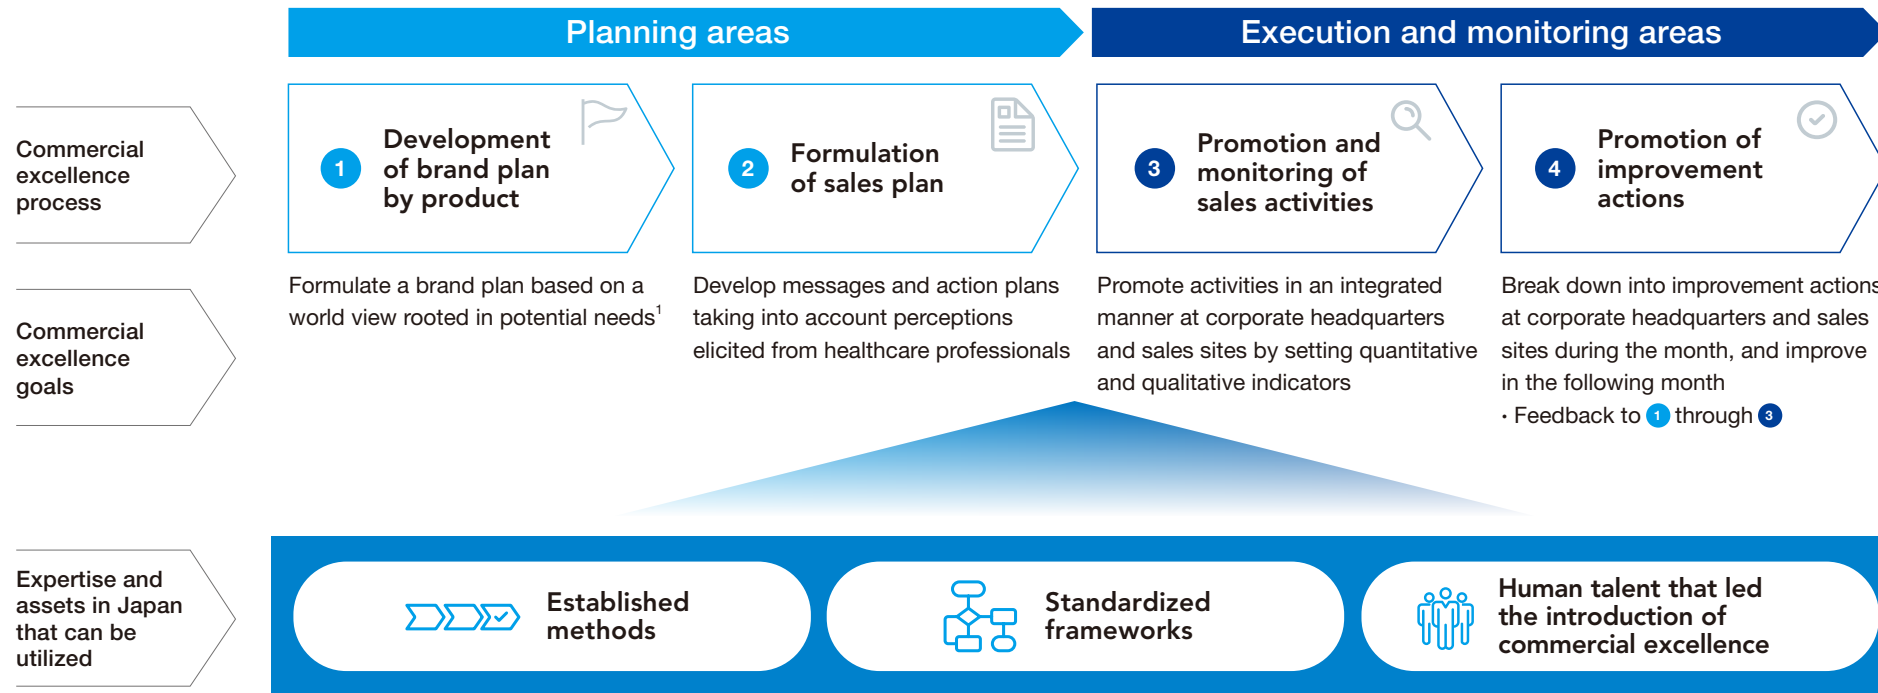 Planning areas
Execution and monitoring areas
Commercial
excellence
process
1
Development
of brand plan
by product
2
Formulation
of sales plan
3
Promotion and
monitoring of
sales activities
4
Promotion of
improvement
actions
Commercial
excellence
goals
Formulate a brand plan based on a
world view rooted in potential needs1
Develop messages and action plans
taking into account perceptions
elicited from healthcare professionals
Promote activities in an integrated
manner at corporate headquarters
and sales sites by setting quantitative
and qualitative indicators
Break down into improvement actions
at corporate headquarters and sales
sites during the month, and improve
in the following month
· Feedback to 1 through 3
Expertise and
assets in Japan
that can be
utilized
Established
methods
Standardized
frameworks
Human talent that led
the introduction of
commercial excellence